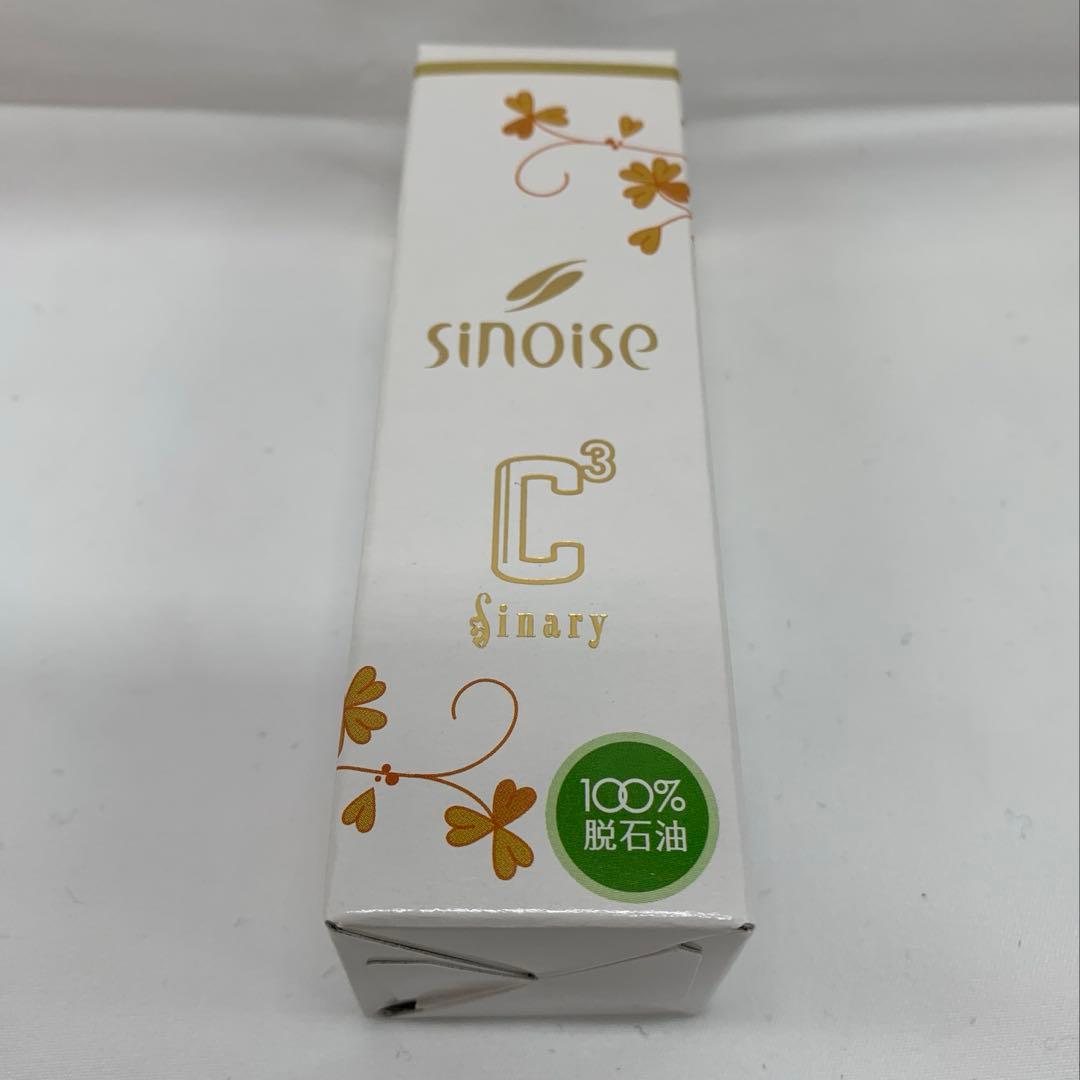 sinoise
C³
Sinary
100%
脱石油